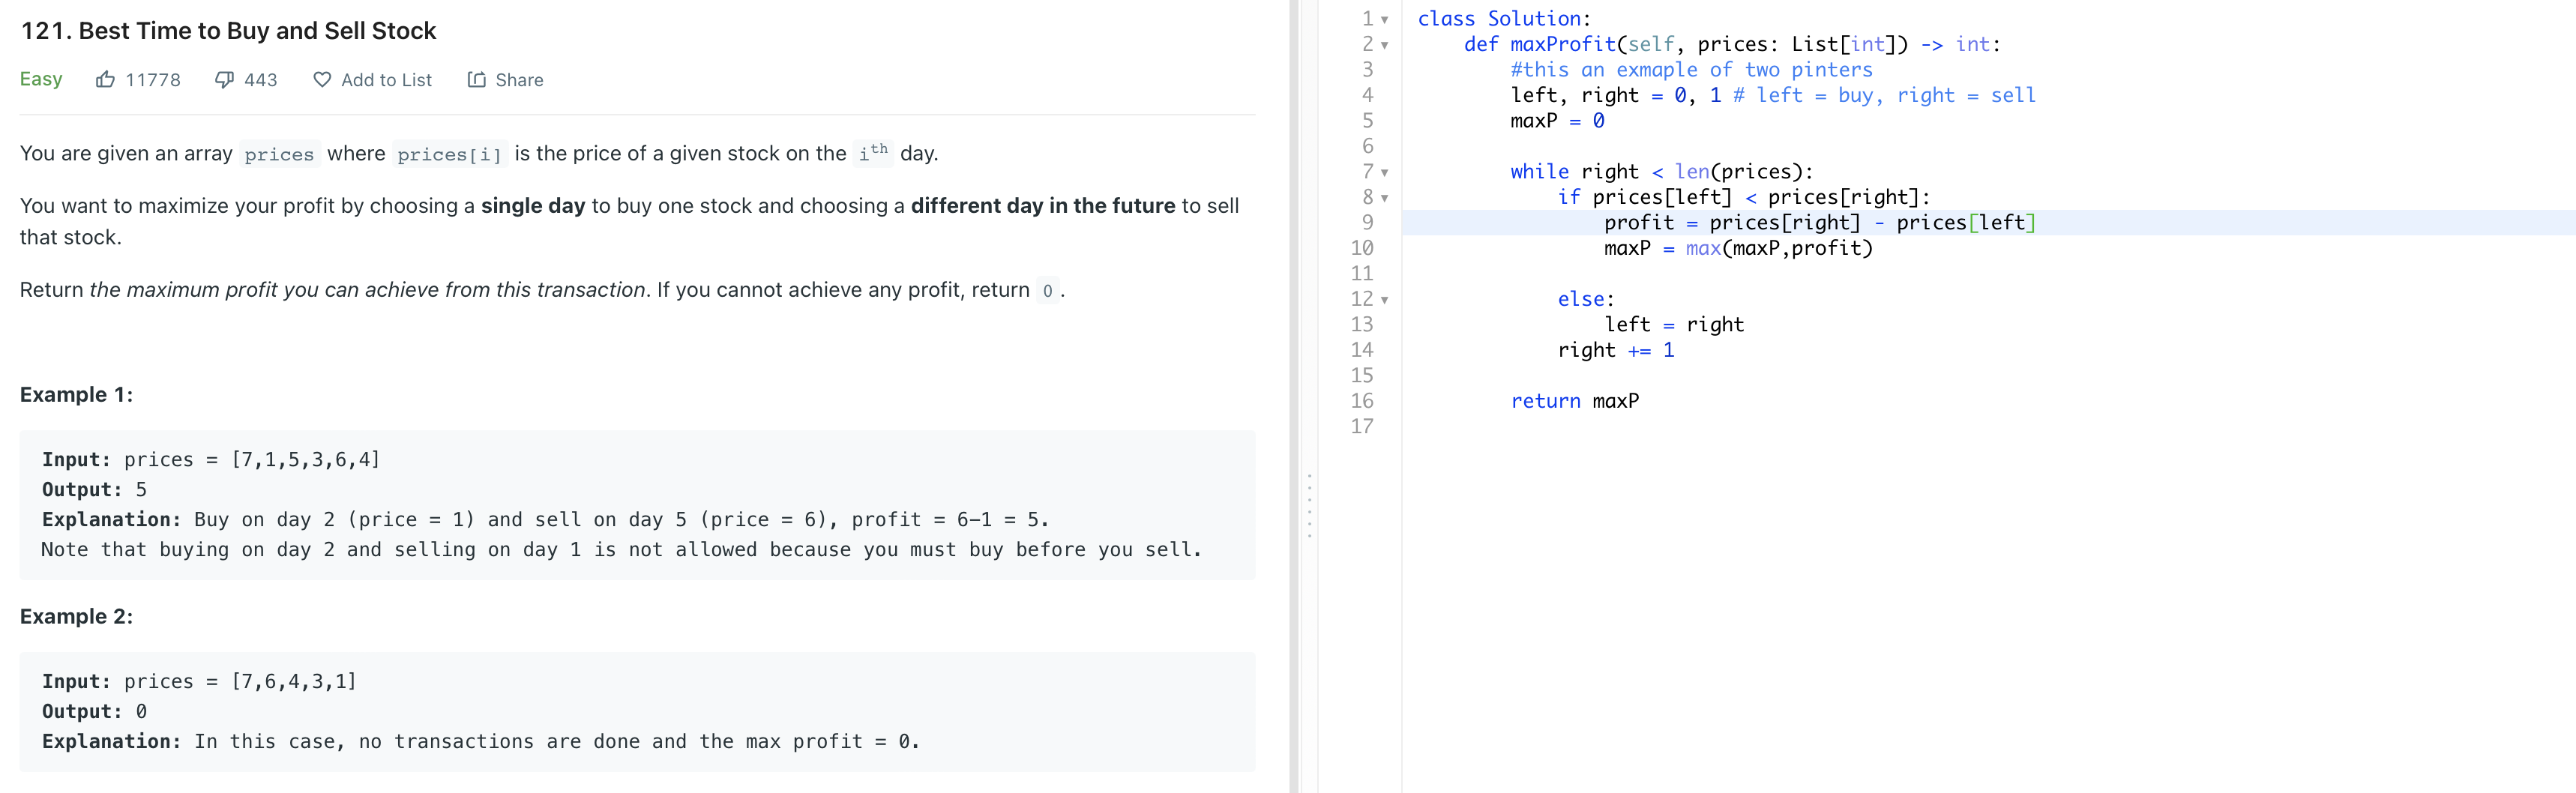 121. Best Time to Buy and Sell Stock
Easy 11778 443 Add to List Share
You are given an array prices where prices[i] is the price of a given stock on the ith day.
You want to maximize your profit by choosing a single day to buy one stock and choosing a different day in the future to sell
that stock.
Return the maximum profit you can achieve from this transaction. If you cannot achieve any profit, return 0.
Example 1:
Input: prices = [7,1,5,3,6,4]
Output: 5
Explanation: Buy on day 2 (price = 1) and sell on day 5 (price = 6), profit = 6-1 = 5.
Note that buying on day 2 and selling on day 1 is not allowed because you must buy before you sell.
Example 2:
Input: prices = [7,6,4,3,1]
Output: 0
Explanation: In this case, no transactions are done and the max profit = 0.
1 class Solution:
2     def maxProfit(self, prices: List[int]) -> int:
3         #this an exmaple of two pinters
4         left, right = 0, 1 # left = buy, right = sell
5         maxP = 0
6
7         while right < len(prices):
8             if prices[left] < prices[right]:
9                 profit = prices[right] - prices[left]
10                 maxP = max(maxP,profit)
11
12             else:
13                 left = right
14             right += 1
15
16         return maxP
17